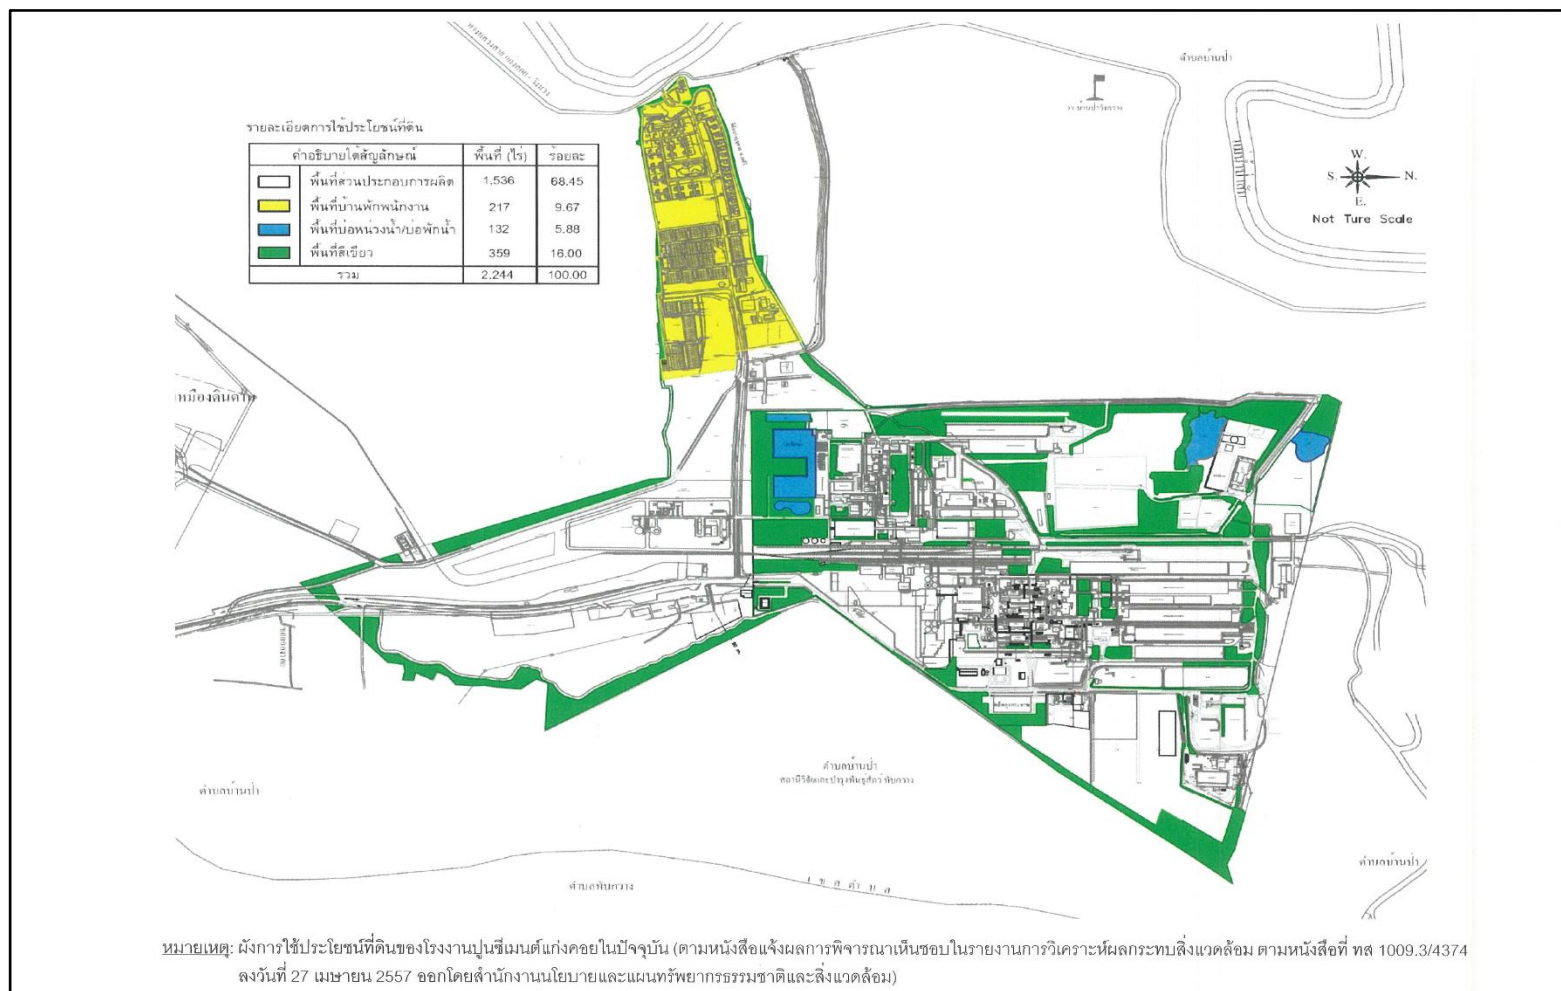 ตำบลบ้านป่า
รายละเอียดการใช้ประโยชน์ที่ดิน
คำอธิบายใต้สัญลักษณ์ พื้นที่ (ไร่) ร้อยละ
พื้นที่ส่วนประกอบการผลิต 1,536 68.45
พื้นที่บ้านพักพนักงาน 217 9.67
พื้นที่บ่อหน่วงน้ำ/บ่อพักน้ำ 132 5.88
พื้นที่สีเขียว 359 16.00
รวม 2,244 100.00
W.
S. N.
E.
Not Ture Scale
ตำบลบ้านป่า
สถานีวิจัยและบำรุงพันธุ์สัตว์ ทับกวาง
ตำบลบ้านป่า
ตำบลบ้านป่า
ตำบลทับกวาง
เขตตำบล
หมายเหตุ: ผังการใช้ประโยชน์ที่ดินของโรงงานปูนซีเมนต์แก่งคอยในปัจจุบัน (ตามหนังสือแจ้งผลการพิจารณาเห็นชอบในรายงานการวิเคราะห์ผลกระทบสิ่งแวดล้อม ตามหนังสือที่ ทส 1009.3/4374
ลงวันที่ 27 เมษายน 2557 ออกโดยสำนักงานนโยบายและแผนทรัพยากรธรรมชาติและสิ่งแวดล้อม)